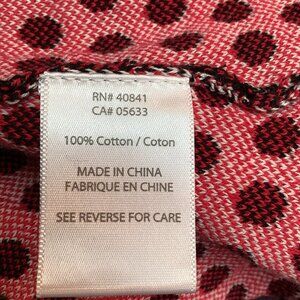 RN# 40841
CA# 05633
100% Cotton / Coton
MADE IN CHINA
FABRIQUE EN CHINE
SEE REVERSE FOR CARE